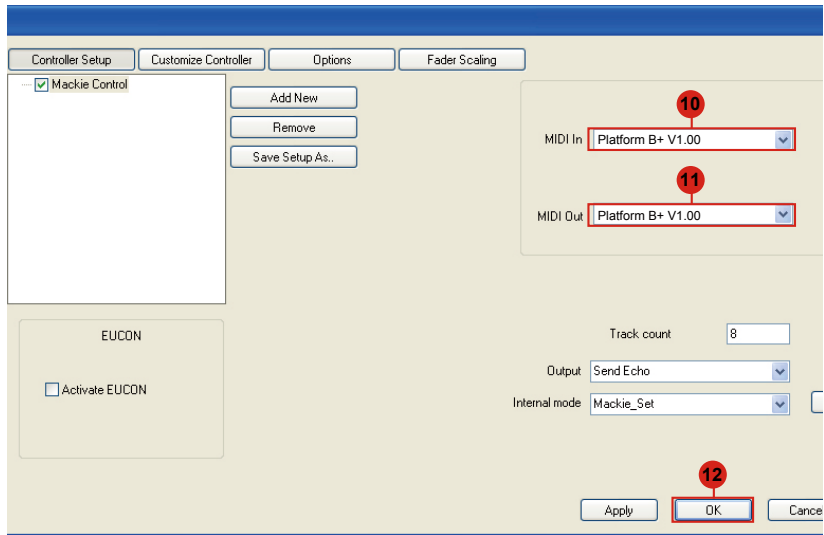 Controller Setup Customize Controller Options Fader Scaling
Mackie Control
Add New
Remove
Save Setup As..
10
MIDI In Platform B+ V1.00
11
MIDI Out Platform B+ V1.00
EUCON
Activate EUCON
Track count 8
Output Send Echo
Internal mode Mackie_Set
12
Apply OK Cance